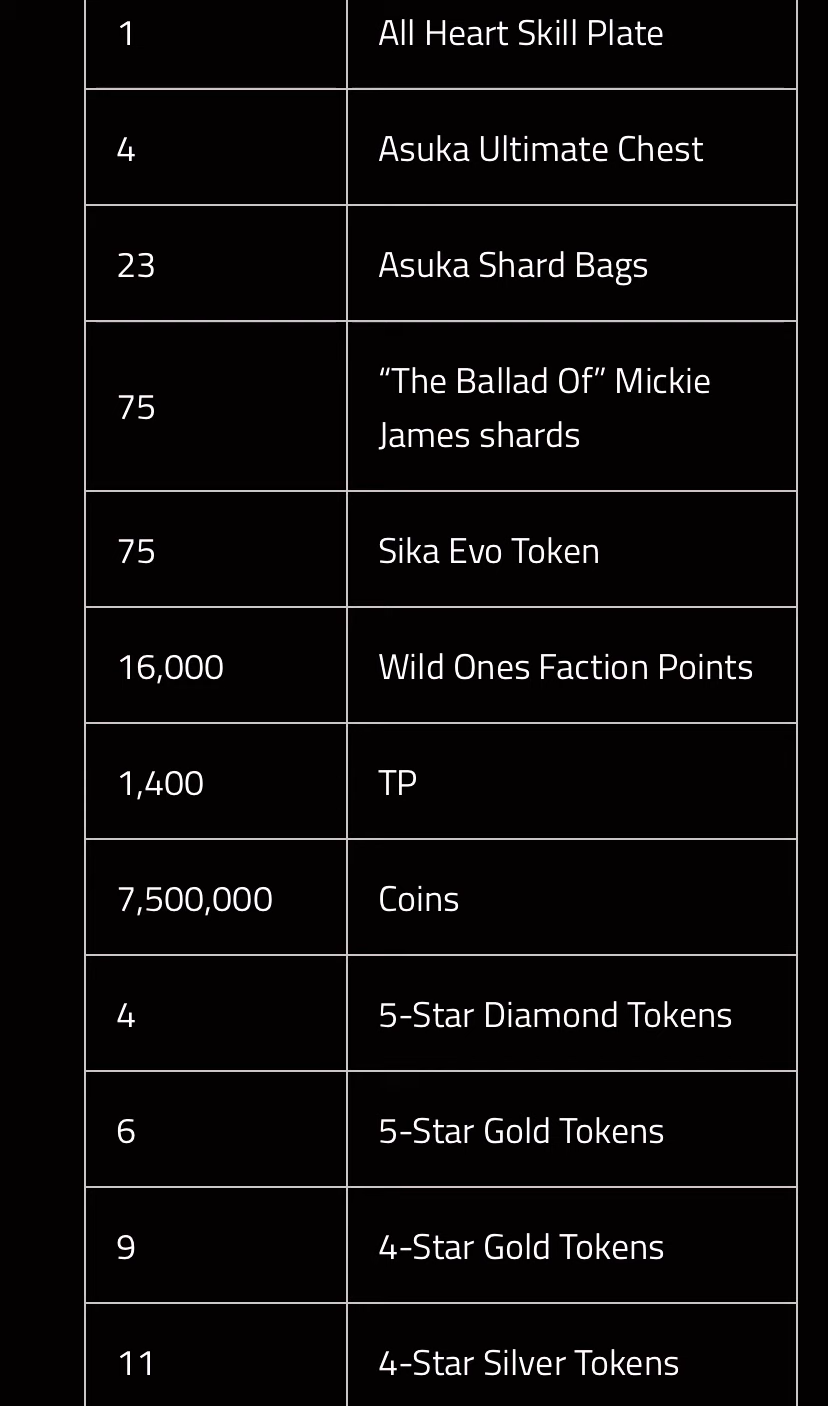 1 All Heart Skill Plate
4 Asuka Ultimate Chest
23 Asuka Shard Bags
75 “The Ballad Of” Mickie
James shards
75 Sika Evo Token
16,000 Wild Ones Faction Points
1,400 TP
7,500,000 Coins
4 5-Star Diamond Tokens
6 5-Star Gold Tokens
9 4-Star Gold Tokens
11 4-Star Silver Tokens